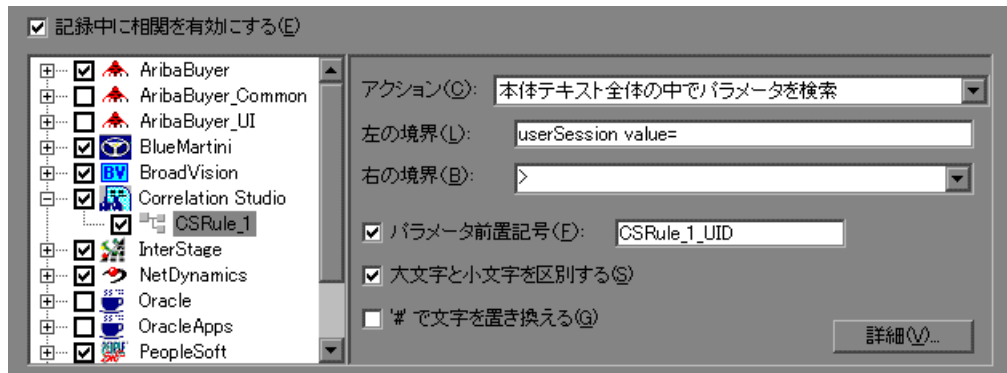 記録中に相関を有効にする(E)
AribaBuyer
AribaBuyer_Common
AribaBuyer_UI
BlueMartini
BroadVision
Correlation Studio
CSRule_1
InterStage
NetDynamics
Oracle
OracleApps
PeopleSoft
アクション(C): 本体テキスト全体の中でパラメータを検索
左の境界(L): userSession value=
右の境界(B): >
パラメータ前置記号(F): CSRule_1_UID
大文字と小文字を区別する(S)
'#' で文字を置き換える(G)
詳細(V)...